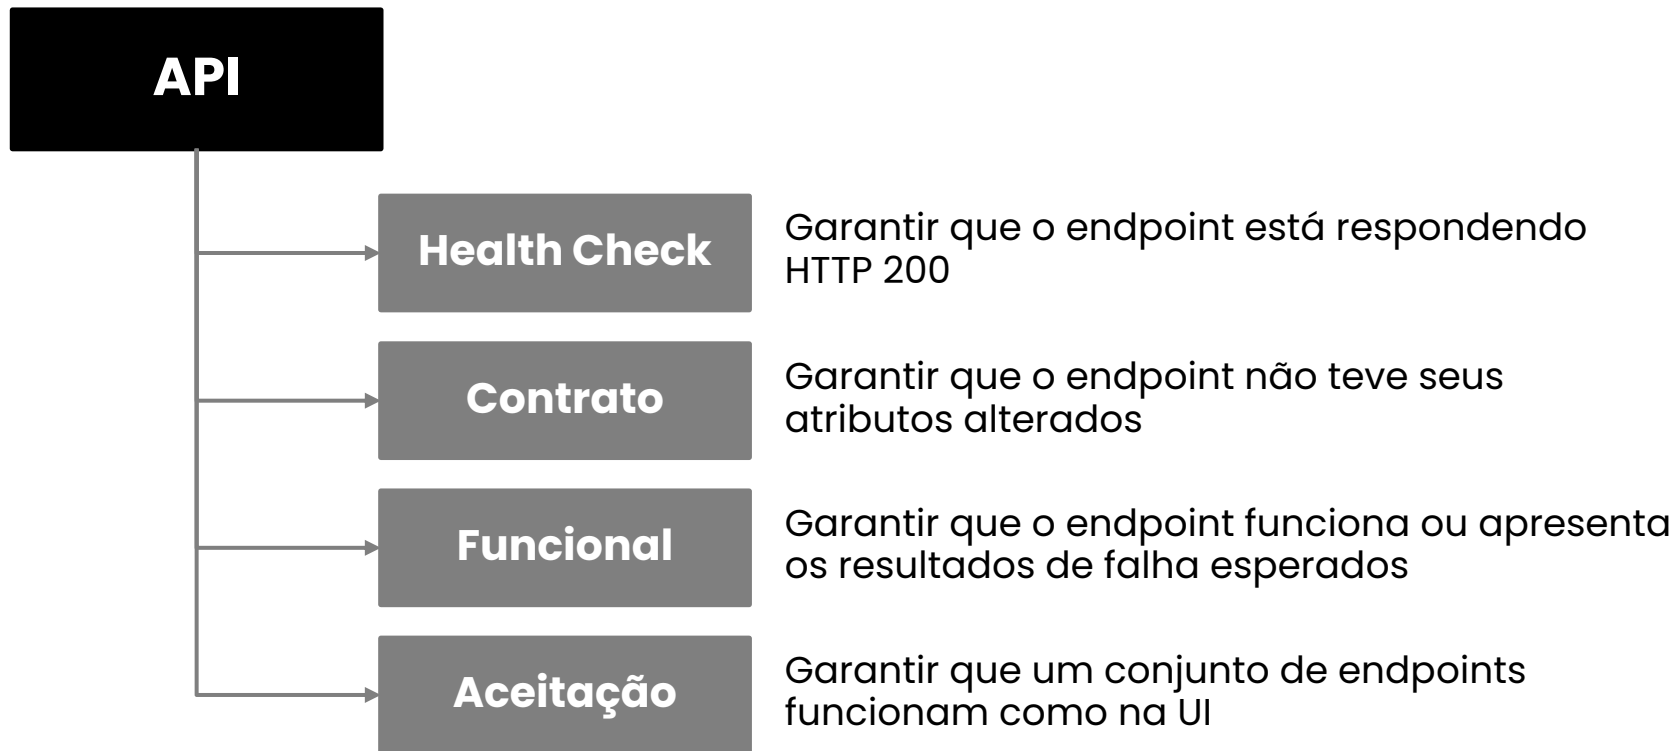 API
Health Check
Garantir que o endpoint está respondendo
HTTP 200
Contrato
Garantir que o endpoint não teve seus
atributos alterados
Funcional
Garantir que o endpoint funciona ou apresenta
os resultados de falha esperados
Aceitação
Garantir que um conjunto de endpoints
funcionam como na UI